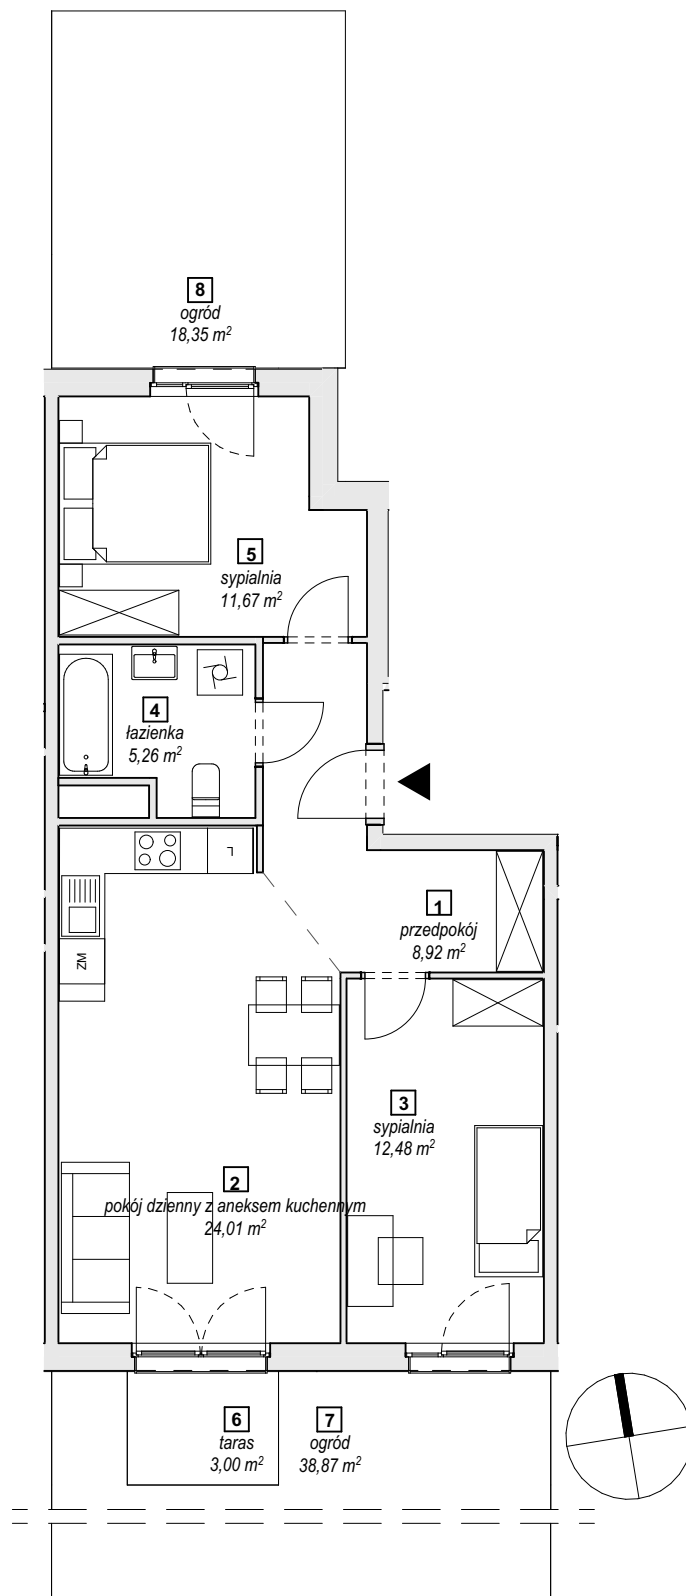 8
ogród
18,35 m²
5
sypialnia
11,67 m²
4
łazienka
5,26 m²
L
1
przedpokój
8,92 m²
ZM
3
sypialnia
12,48 m²
2
pokój dzienny z aneksem kuchennym
24,01 m²
6
taras
3,00 m²
7
ogród
38,87 m²